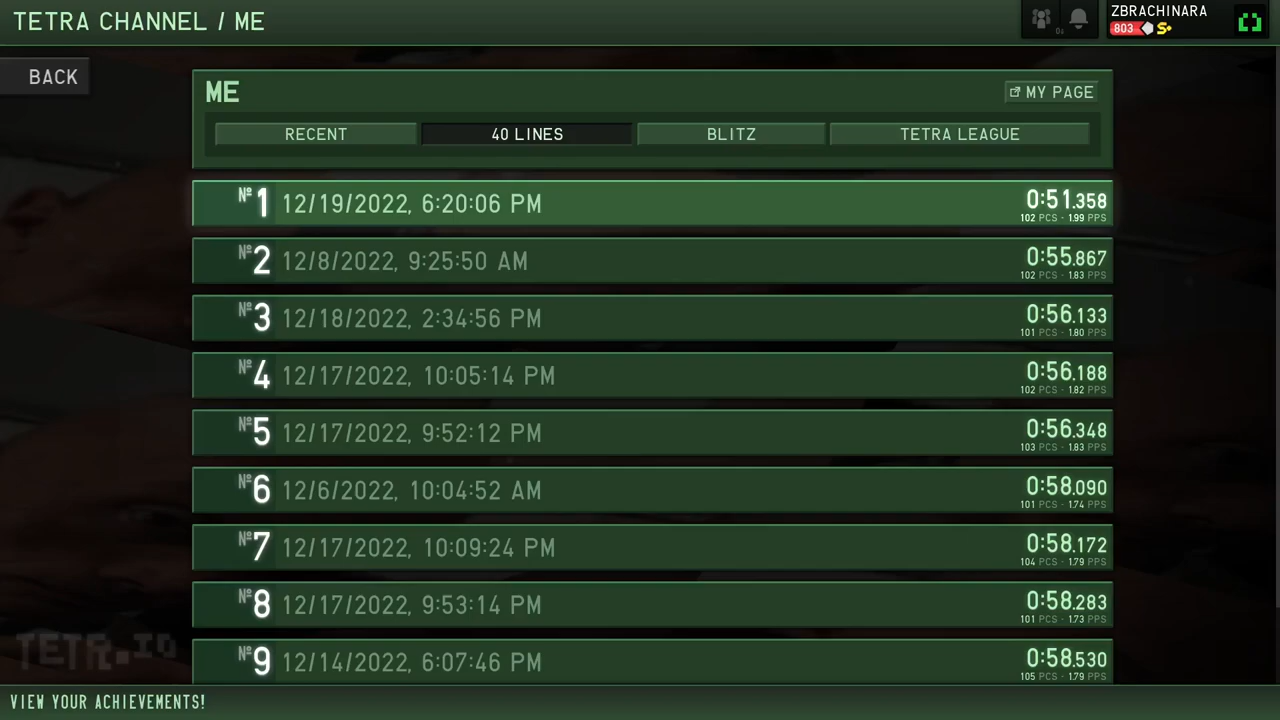 TETRA CHANNEL / ME
ZBRACHINARA
803 S+
BACK
ME
MY PAGE
RECENT
40 LINES
BLITZ
TETRA LEAGUE
Nº1 12/19/2022, 6:20:06 PM 0:51.358
102 PCS - 1.99 PPS
Nº2 12/8/2022, 9:25:50 AM 0:55.867
102 PCS - 1.83 PPS
Nº3 12/18/2022, 2:34:56 PM 0:56.133
101 PCS - 1.80 PPS
Nº4 12/17/2022, 10:05:14 PM 0:56.188
102 PCS - 1.82 PPS
Nº5 12/17/2022, 9:52:12 PM 0:56.348
103 PCS - 1.83 PPS
Nº6 12/6/2022, 10:04:52 AM 0:58.090
101 PCS - 1.74 PPS
Nº7 12/17/2022, 10:09:24 PM 0:58.172
104 PCS - 1.79 PPS
Nº8 12/17/2022, 9:53:14 PM 0:58.283
101 PCS - 1.73 PPS
Nº9 12/14/2022, 6:07:46 PM 0:58.530
105 PCS - 1.79 PPS
TETR.IO
VIEW YOUR ACHIEVEMENTS!